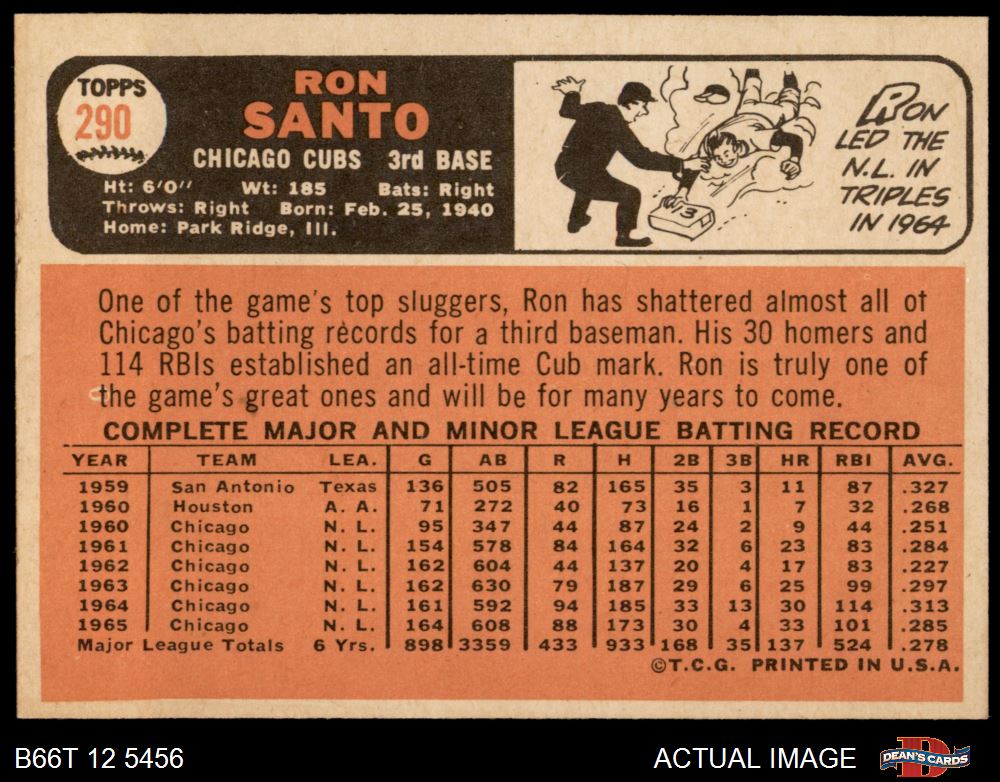 TOPPS
290
RON
SANTO
CHICAGO CUBS 3rd BASE
Ht: 6'0" Wt: 185 Bats: Right
Throws: Right Born: Feb. 25, 1940
Home: Park Ridge, Ill.
13
RON
LED THE
N.L. IN
TRIPLES
IN 1964
One of the game's top sluggers, Ron has shattered almost all of
Chicago's batting records for a third baseman. His 30 homers and
114 RBIs established an all-time Cub mark. Ron is truly one of
the game's great ones and will be for many years to come.
COMPLETE MAJOR AND MINOR LEAGUE BATTING RECORD
YEAR TEAM LEA. G AB R H 2B 3B HR RBI AVG.
1959 San Antonio Texas 136 505 82 165 35 3 11 87 .327
1960 Houston A. A. 71 272 40 73 16 1 7 32 .268
1960 Chicago N. L. 95 347 44 87 24 2 9 44 .251
1961 Chicago N. L. 154 578 84 164 32 6 23 83 .284
1962 Chicago N. L. 162 604 44 137 20 4 17 83 .227
1963 Chicago N. L. 162 630 79 187 29 6 25 99 .297
1964 Chicago N. L. 161 592 94 185 33 13 30 114 .313
1965 Chicago N. L. 164 608 88 173 30 4 33 101 .285
Major League Totals 6 Yrs. 898 3359 433 933 168 35 137 524 .278
©T.C.G. PRINTED IN U.S.A.
B66T 12 5456
ACTUAL IMAGE
DEAN'S CARDS